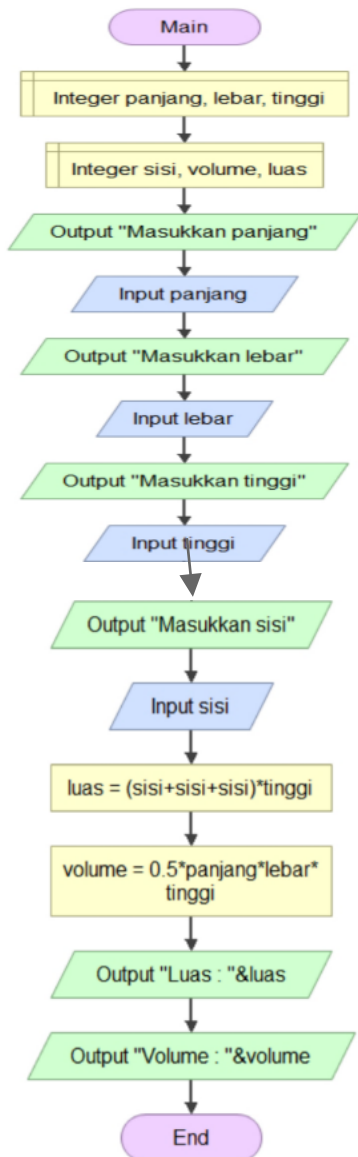 Main
Integer panjang, lebar, tinggi
Integer sisi, volume, luas
Output "Masukkan panjang"
Input panjang
Output "Masukkan lebar"
Input lebar
Output "Masukkan tinggi"
Input tinggi
Output "Masukkan sisi"
Input sisi
luas = (sisi+sisi+sisi)*tinggi
volume = 0.5*panjang*lebar*
tinggi
Output "Luas : "&luas
Output "Volume : "&volume
End